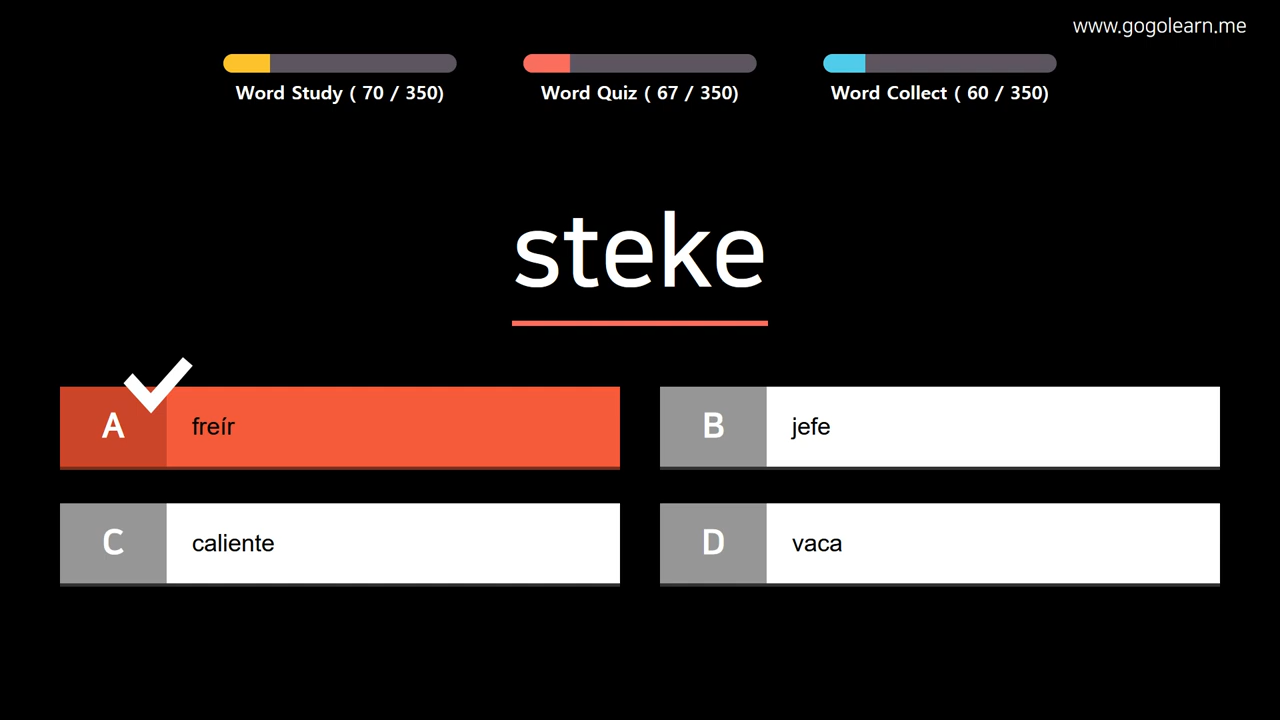 www.gogolearn.me
Word Study ( 70 / 350)
Word Quiz ( 67 / 350)
Word Collect ( 60 / 350)
steke
A freír
B jefe
C caliente
D vaca